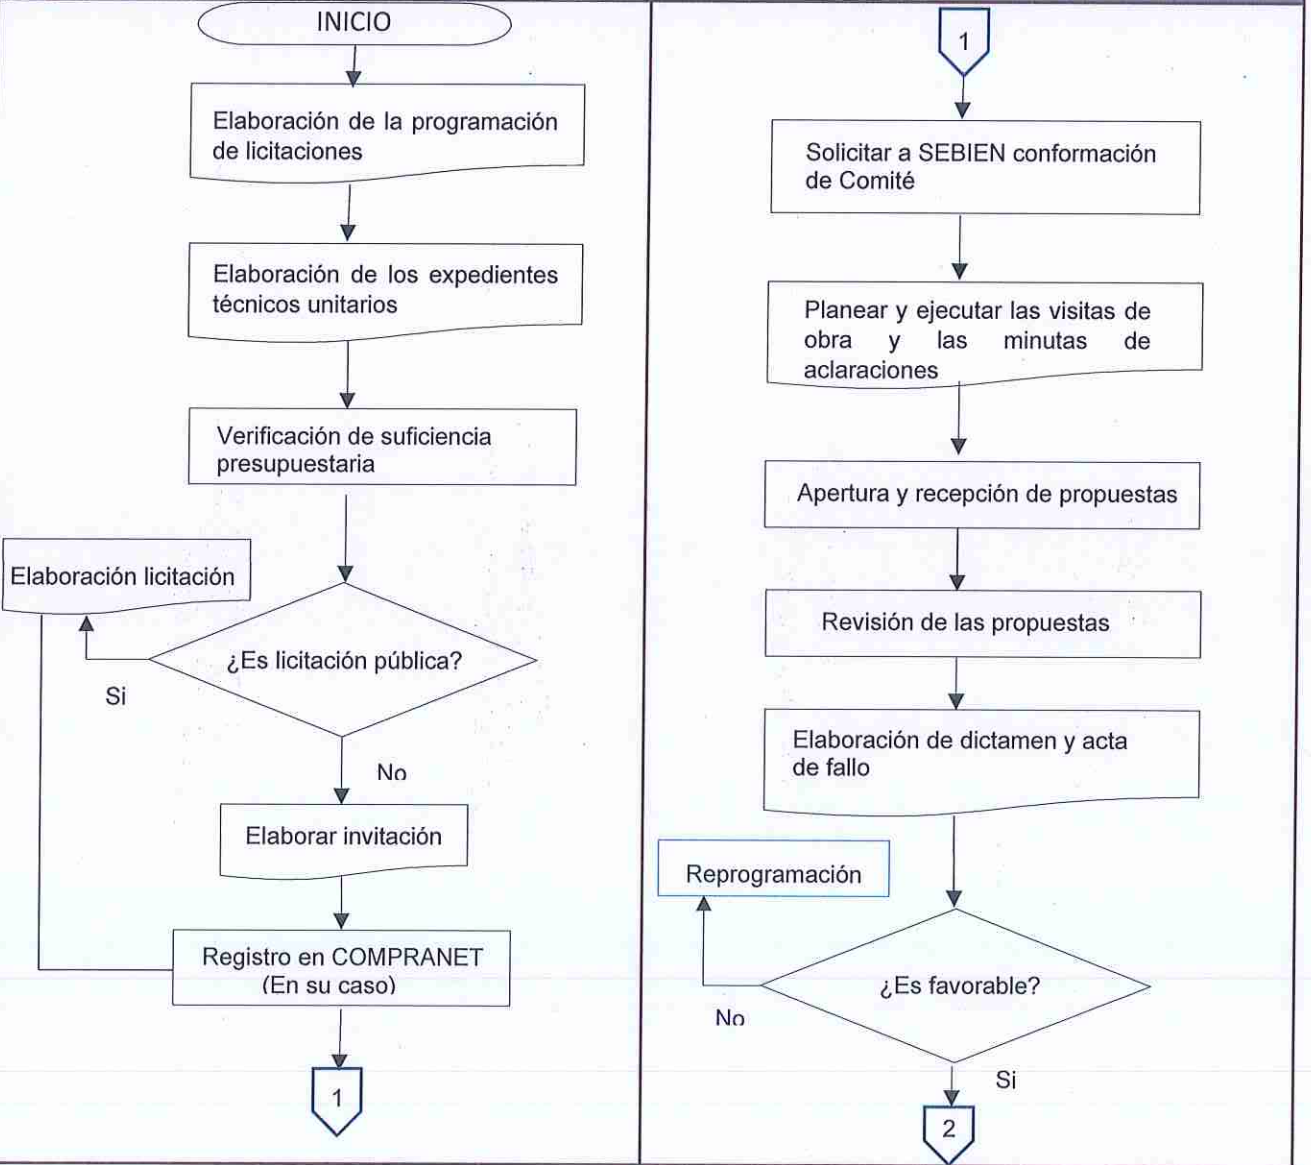 INICIO
Elaboración de la programación
de licitaciones
Elaboración de los expedientes
técnicos unitarios
Verificación de suficiencia
presupuestaria
Elaboración licitación
¿Es licitación pública?
Si
No
Elaborar invitación
Registro en COMPRANET
(En su caso)
1
1
Solicitar a SEBIEN conformación
de Comité
Planear y ejecutar las visitas de
obra y las minutas de
aclaraciones
Apertura y recepción de propuestas
Revisión de las propuestas
Elaboración de dictamen y acta
de fallo
Reprogramación
¿Es favorable?
No
Si
2